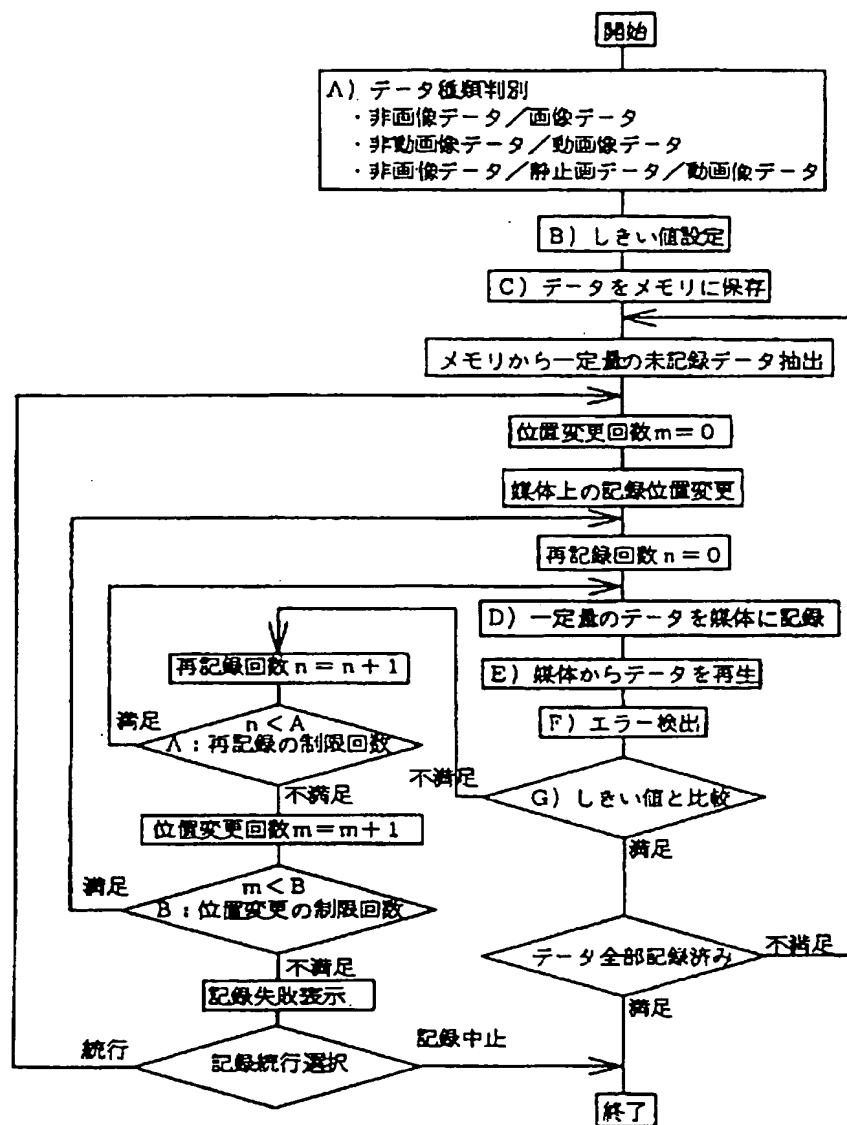 開始
A) データ種類判別
・非画像データ/画像データ
・非動画像データ/動画像データ
・非画像データ/静止画データ/動画像データ
B) しきい値設定
C) データをメモリに保存
メモリから一定量の未記録データ抽出
位置変更回数m=0
媒体上の記録位置変更
再記録回数n=0
D) 一定量のデータを媒体に記録
再記録回数n=n+1
E) 媒体からデータを再生
満足
n<A
A:再記録の制限回数
F) エラー検出
不満足
不満足
G) しきい値と比較
位置変更回数m=m+1
満足
満足
m<B
B:位置変更の制限回数
不満足
データ全部記録済み
不満足
記録失敗表示
満足
続行
記録続行選択
記録中止
終了